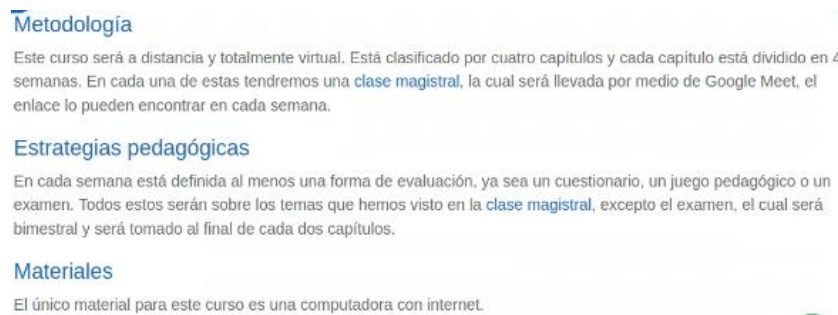 Metodología
Este curso será a distancia y totalmente virtual. Está clasificado por cuatro capítulos y cada capítulo está dividido en 4
semanas. En cada una de estas tendremos una clase magistral, la cual será llevada por medio de Google Meet, el
enlace lo pueden encontrar en cada semana.
Estrategias pedagógicas
En cada semana está definida al menos una forma de evaluación, ya sea un cuestionario, un juego pedagógico o un
examen. Todos estos serán sobre los temas que hemos visto en la clase magistral, excepto el examen, el cual será
bimestral y será tomado al final de cada dos capítulos.
Materiales
El único material para este curso es una computadora con internet.